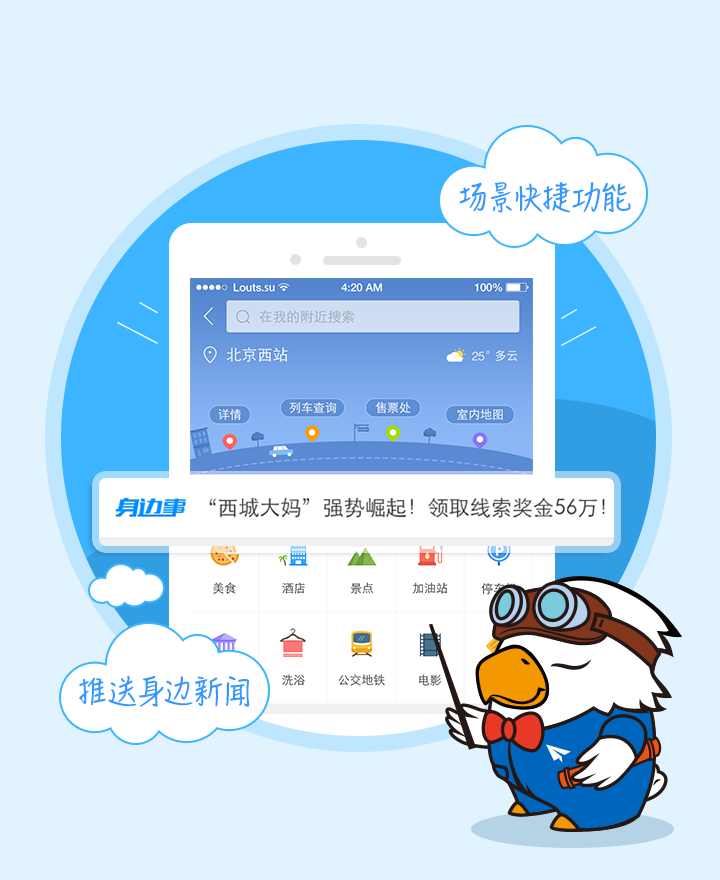 场景快捷功能
Louts.su 4:20 AM 100%
在我的附近搜索
北京西站 25° 多云
详情 列车查询 售票处 室内地图
身边事 “西城大妈”强势崛起！领取线索奖金56万！
P
美食 酒店 景点 加油站 停车
洗浴 公交地铁 电影
推送身边新闻